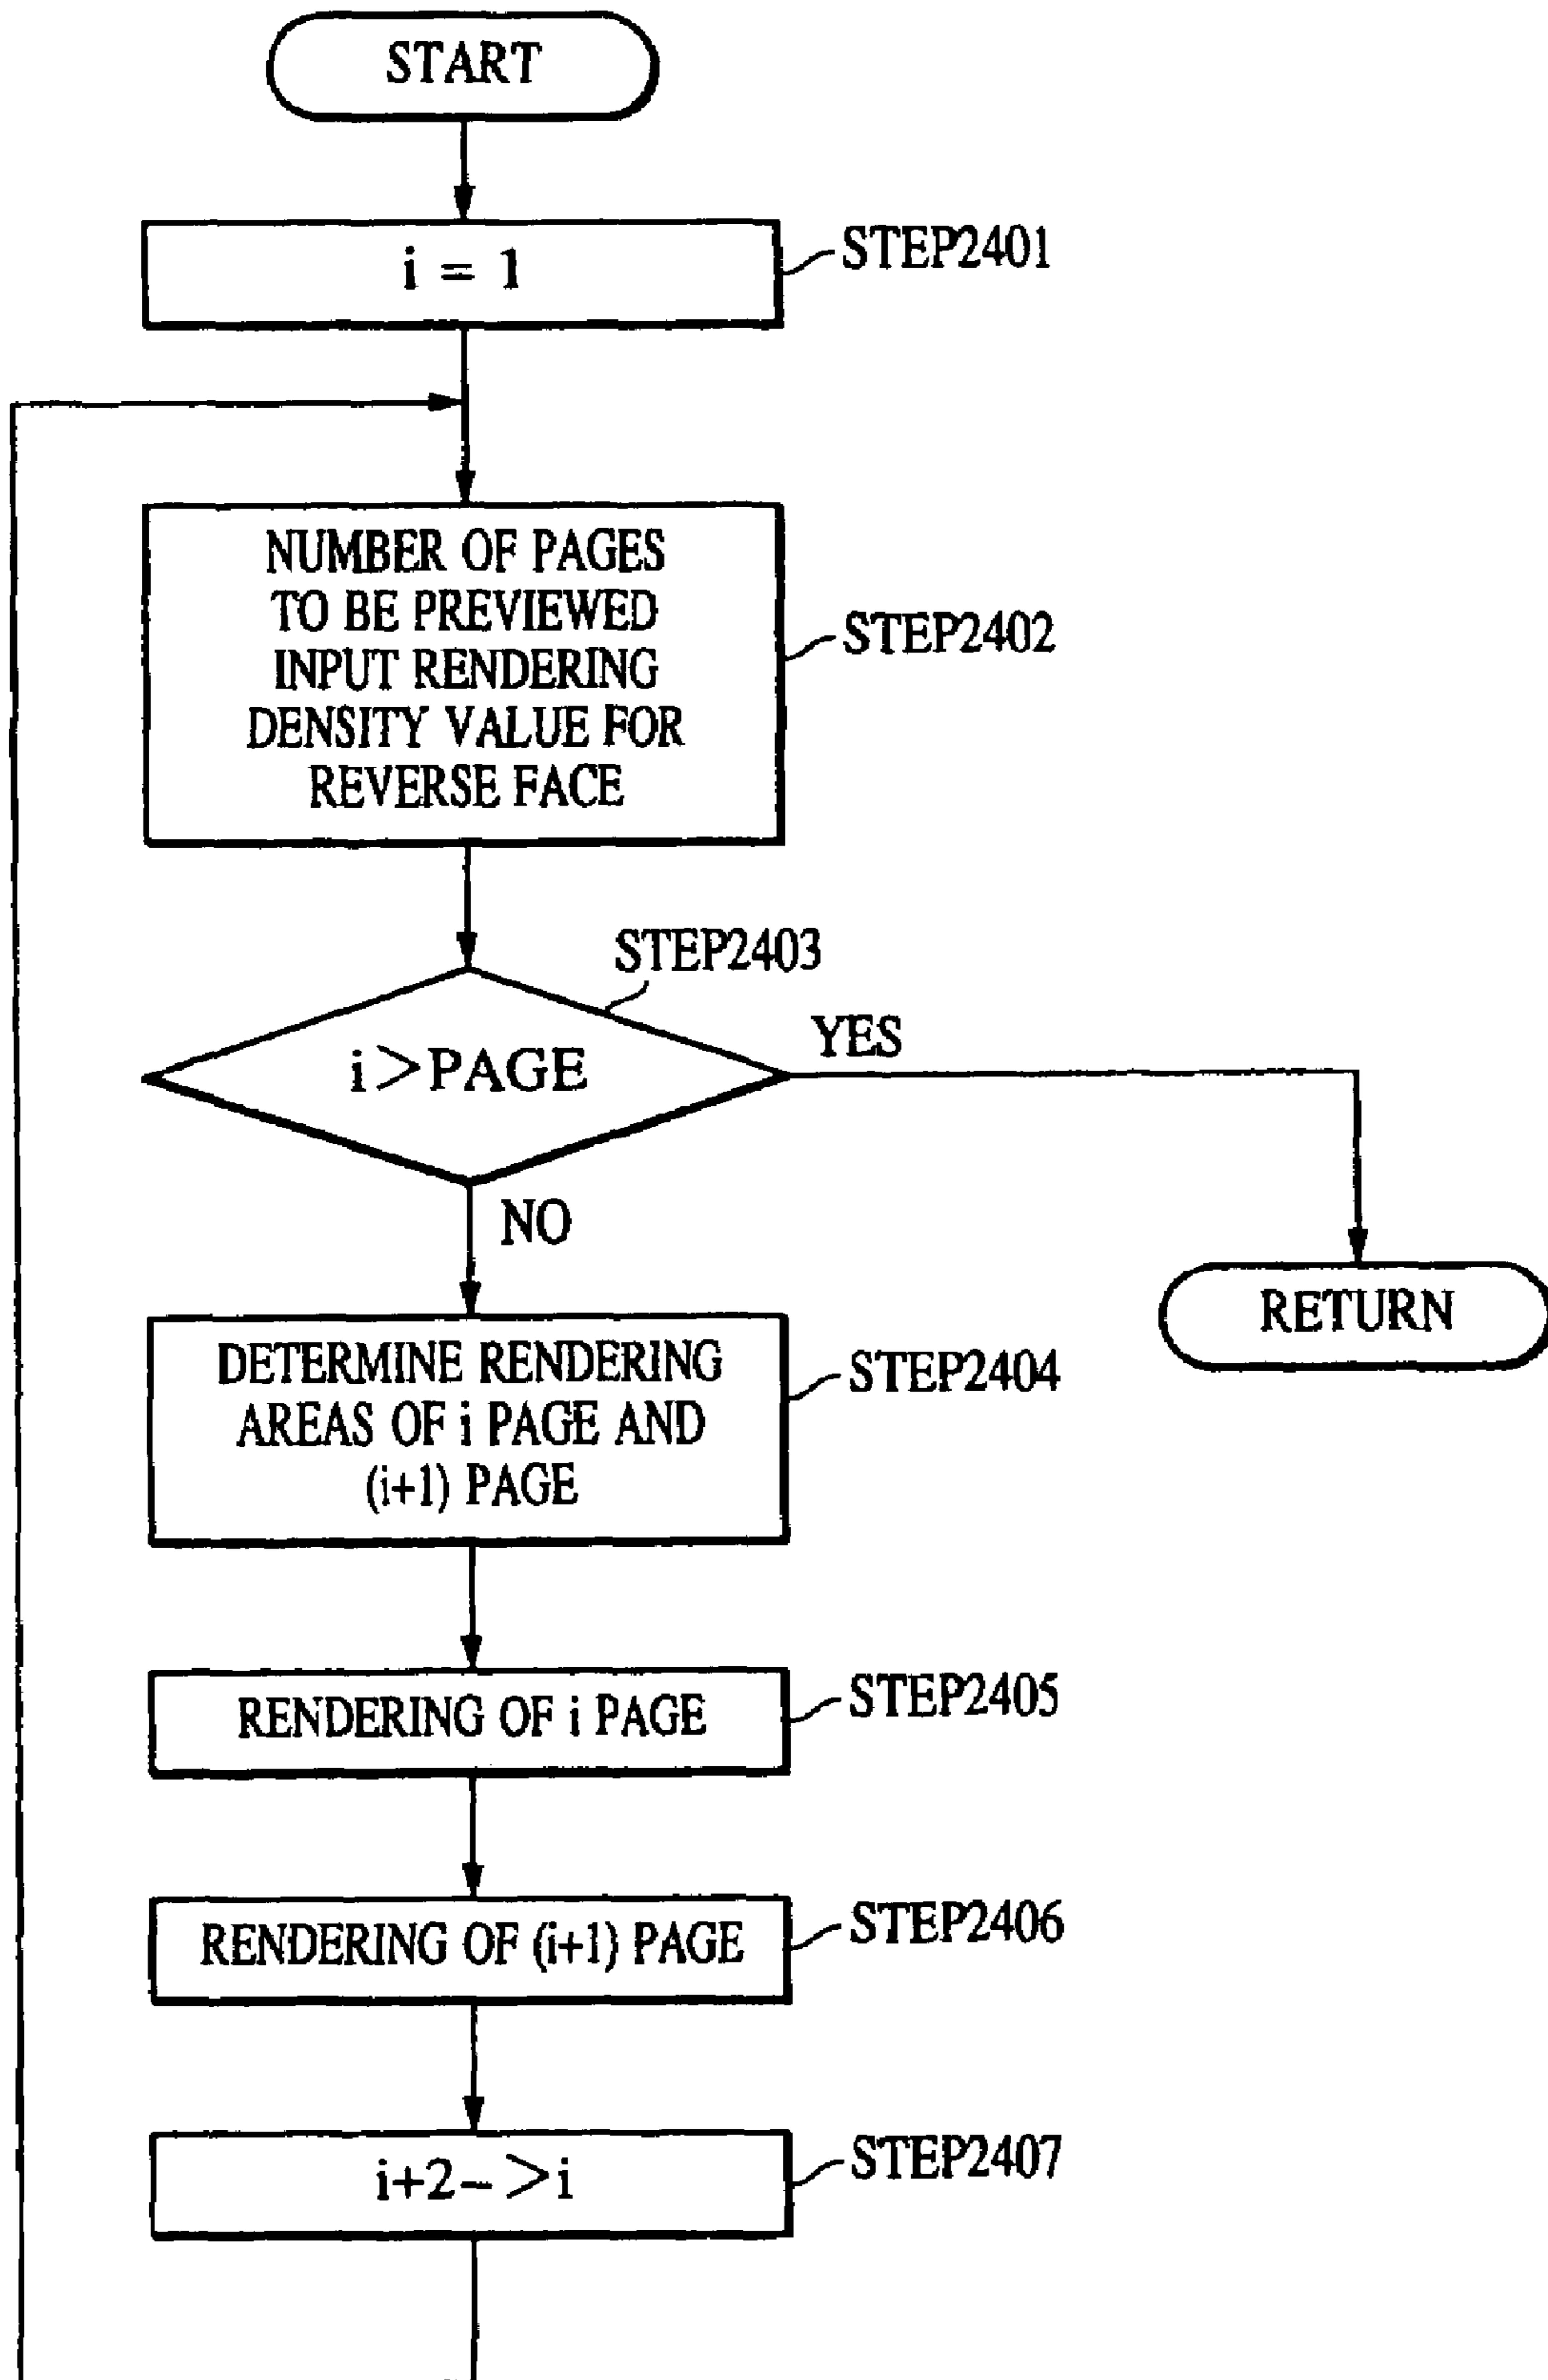 START
i = 1
STEP2401
NUMBER OF PAGES
TO BE PREVIEWED
INPUT RENDERING
DENSITY VALUE FOR
REVERSE FACE
STEP2402
STEP2403
i >PAGE
YES
NO
RETURN
DETERMINE RENDERING
AREAS OF i PAGE AND
(i+1) PAGE
STEP2404
RENDERING OF i PAGE
STEP2405
RENDERING OF (i+1) PAGE
STEP2406
i+2− >i
STEP2407